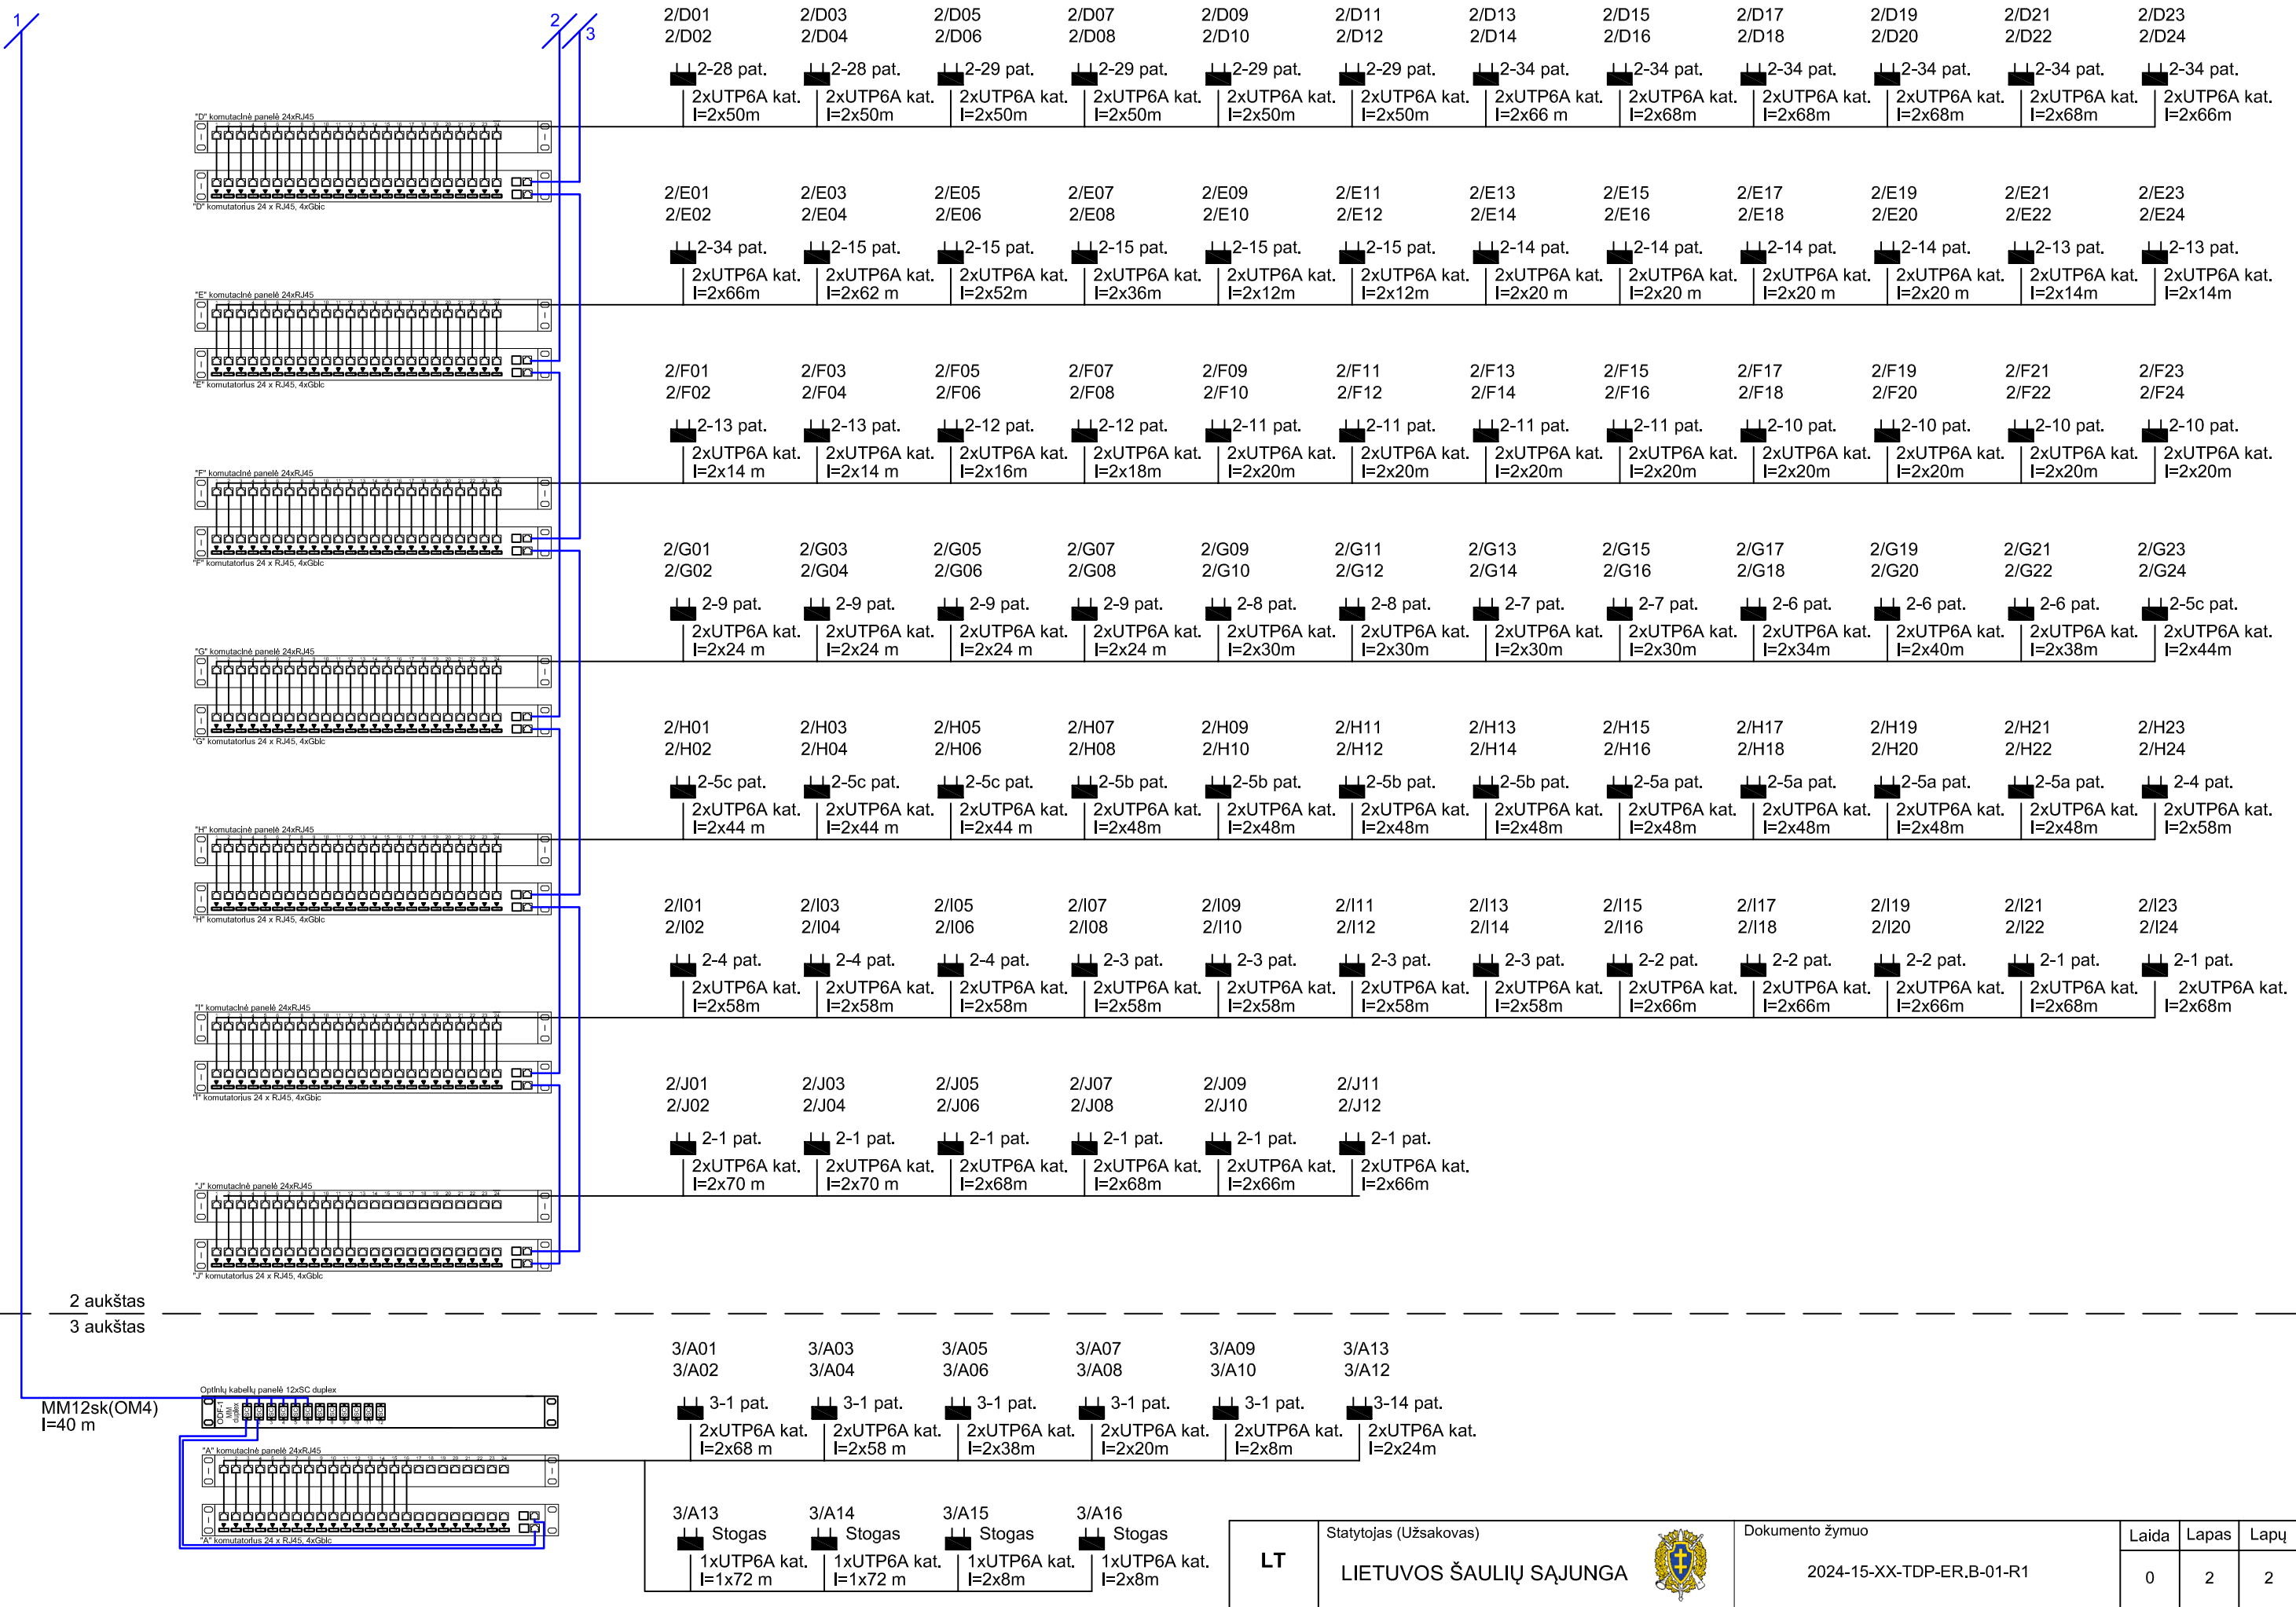 1
2
3
2/D01 2/D03 2/D05 2/D07 2/D09 2/D11 2/D13 2/D15 2/D17 2/D19 2/D21 2/D23
2/D02 2/D04 2/D06 2/D08 2/D10 2/D12 2/D14 2/D16 2/D18 2/D20 2/D22 2/D24
2-28 pat. 2-28 pat. 2-29 pat. 2-29 pat. 2-29 pat. 2-29 pat. 2-34 pat. 2-34 pat. 2-34 pat. 2-34 pat. 2-34 pat. 2-34 pat.
2xUTP6A kat. 2xUTP6A kat. 2xUTP6A kat. 2xUTP6A kat. 2xUTP6A kat. 2xUTP6A kat. 2xUTP6A kat. 2xUTP6A kat. 2xUTP6A kat. 2xUTP6A kat. 2xUTP6A kat. 2xUTP6A kat.
l=2x50m l=2x50m l=2x50m l=2x50m l=2x50m l=2x50m l=2x66 m l=2x68m l=2x68m l=2x68m l=2x68m l=2x66m
"D" komutacinė panelė 24xRJ45
"D" komutatorius 24 x RJ45, 4xGbic
2/E01 2/E03 2/E05 2/E07 2/E09 2/E11 2/E13 2/E15 2/E17 2/E19 2/E21 2/E23
2/E02 2/E04 2/E06 2/E08 2/E10 2/E12 2/E14 2/E16 2/E18 2/E20 2/E22 2/E24
2-34 pat. 2-15 pat. 2-15 pat. 2-15 pat. 2-15 pat. 2-15 pat. 2-14 pat. 2-14 pat. 2-14 pat. 2-14 pat. 2-13 pat. 2-13 pat.
2xUTP6A kat. 2xUTP6A kat. 2xUTP6A kat. 2xUTP6A kat. 2xUTP6A kat. 2xUTP6A kat. 2xUTP6A kat. 2xUTP6A kat. 2xUTP6A kat. 2xUTP6A kat. 2xUTP6A kat. 2xUTP6A kat.
l=2x66m l=2x62 m l=2x52m l=2x36m l=2x12m l=2x12m l=2x20 m l=2x20 m l=2x20 m l=2x20 m l=2x14m l=2x14m
"E" komutacinė panelė 24xRJ45
"E" komutatorius 24 x RJ45, 4xGbic
2/F01 2/F03 2/F05 2/F07 2/F09 2/F11 2/F13 2/F15 2/F17 2/F19 2/F21 2/F23
2/F02 2/F04 2/F06 2/F08 2/F10 2/F12 2/F14 2/F16 2/F18 2/F20 2/F22 2/F24
2-13 pat. 2-13 pat. 2-12 pat. 2-12 pat. 2-11 pat. 2-11 pat. 2-11 pat. 2-11 pat. 2-10 pat. 2-10 pat. 2-10 pat. 2-10 pat.
2xUTP6A kat. 2xUTP6A kat. 2xUTP6A kat. 2xUTP6A kat. 2xUTP6A kat. 2xUTP6A kat. 2xUTP6A kat. 2xUTP6A kat. 2xUTP6A kat. 2xUTP6A kat. 2xUTP6A kat. 2xUTP6A kat.
l=2x14 m l=2x14 m l=2x16m l=2x18m l=2x20m l=2x20m l=2x20m l=2x20m l=2x20m l=2x20m l=2x20m l=2x20m
"F" komutacinė panelė 24xRJ45
"F" komutatorius 24 x RJ45, 4xGbic
2/G01 2/G03 2/G05 2/G07 2/G09 2/G11 2/G13 2/G15 2/G17 2/G19 2/G21 2/G23
2/G02 2/G04 2/G06 2/G08 2/G10 2/G12 2/G14 2/G16 2/G18 2/G20 2/G22 2/G24
2-9 pat. 2-9 pat. 2-9 pat. 2-9 pat. 2-8 pat. 2-8 pat. 2-7 pat. 2-7 pat. 2-6 pat. 2-6 pat. 2-6 pat. 2-5c pat.
2xUTP6A kat. 2xUTP6A kat. 2xUTP6A kat. 2xUTP6A kat. 2xUTP6A kat. 2xUTP6A kat. 2xUTP6A kat. 2xUTP6A kat. 2xUTP6A kat. 2xUTP6A kat. 2xUTP6A kat. 2xUTP6A kat.
l=2x24 m l=2x24 m l=2x24 m l=2x24 m l=2x30m l=2x30m l=2x30m l=2x30m l=2x34m l=2x40m l=2x38m l=2x44m
"G" komutacinė panelė 24xRJ45
"G" komutatorius 24 x RJ45, 4xGbic
2/H01 2/H03 2/H05 2/H07 2/H09 2/H11 2/H13 2/H15 2/H17 2/H19 2/H21 2/H23
2/H02 2/H04 2/H06 2/H08 2/H10 2/H12 2/H14 2/H16 2/H18 2/H20 2/H22 2/H24
2-5c pat. 2-5c pat. 2-5c pat. 2-5b pat. 2-5b pat. 2-5b pat. 2-5b pat. 2-5a pat. 2-5a pat. 2-5a pat. 2-5a pat. 2-4 pat.
2xUTP6A kat. 2xUTP6A kat. 2xUTP6A kat. 2xUTP6A kat. 2xUTP6A kat. 2xUTP6A kat. 2xUTP6A kat. 2xUTP6A kat. 2xUTP6A kat. 2xUTP6A kat. 2xUTP6A kat. 2xUTP6A kat.
l=2x44 m l=2x44 m l=2x44 m l=2x48m l=2x48m l=2x48m l=2x48m l=2x48m l=2x48m l=2x48m l=2x48m l=2x58m
"H" komutacinė panelė 24xRJ45
"H" komutatorius 24 x RJ45, 4xGbic
2/I01 2/I03 2/I05 2/I07 2/I09 2/I11 2/I13 2/I15 2/I17 2/I19 2/I21 2/I23
2/I02 2/I04 2/I06 2/I08 2/I10 2/I12 2/I14 2/I16 2/I18 2/I20 2/I22 2/I24
2-4 pat. 2-4 pat. 2-4 pat. 2-3 pat. 2-3 pat. 2-3 pat. 2-3 pat. 2-2 pat. 2-2 pat. 2-2 pat. 2-1 pat. 2-1 pat.
2xUTP6A kat. 2xUTP6A kat. 2xUTP6A kat. 2xUTP6A kat. 2xUTP6A kat. 2xUTP6A kat. 2xUTP6A kat. 2xUTP6A kat. 2xUTP6A kat. 2xUTP6A kat. 2xUTP6A kat. 2xUTP6A kat.
l=2x58m l=2x58m l=2x58m l=2x58m l=2x58m l=2x58m l=2x58m l=2x66m l=2x66m l=2x66m l=2x68m l=2x68m
"I" komutacinė panelė 24xRJ45
"I" komutatorius 24 x RJ45, 4xGbic
2/J01 2/J03 2/J05 2/J07 2/J09 2/J11
2/J02 2/J04 2/J06 2/J08 2/J10 2/J12
2-1 pat. 2-1 pat. 2-1 pat. 2-1 pat. 2-1 pat. 2-1 pat.
2xUTP6A kat. 2xUTP6A kat. 2xUTP6A kat. 2xUTP6A kat. 2xUTP6A kat. 2xUTP6A kat.
l=2x70 m l=2x70 m l=2x68m l=2x68m l=2x66m l=2x66m
"J" komutacinė panelė 24xRJ45
"J" komutatorius 24 x RJ45, 4xGbic
2 aukštas
3 aukštas
3/A01 3/A03 3/A05 3/A07 3/A09 3/A13
3/A02 3/A04 3/A06 3/A08 3/A10 3/A12
3-1 pat. 3-1 pat. 3-1 pat. 3-1 pat. 3-1 pat. 3-14 pat.
2xUTP6A kat. 2xUTP6A kat. 2xUTP6A kat. 2xUTP6A kat. 2xUTP6A kat. 2xUTP6A kat.
l=2x68 m l=2x58 m l=2x38m l=2x20m l=2x8m l=2x24m
Optinių kabelių panelė 12xSC duplex
ODF-1
MM
duplex
MM12sk(OM4)
l=40 m
"A" komutacinė panelė 24xRJ45
"A" komutatorius 24 x RJ45, 4xGbic
3/A13 3/A14 3/A15 3/A16
Stogas Stogas Stogas Stogas
1xUTP6A kat. 1xUTP6A kat. 1xUTP6A kat. 1xUTP6A kat.
l=1x72 m l=1x72 m l=2x8m l=2x8m
LT
Statytojas (Užsakovas)
LIETUVOS ŠAULIŲ SĄJUNGA
Dokumento žymuo
2024-15-XX-TDP-ER.B-01-R1
Laida Lapas Lapų
0 2 2